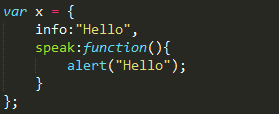 var x = {
    info:"Hello",
    speak:function(){
        alert("Hello");
    }
};